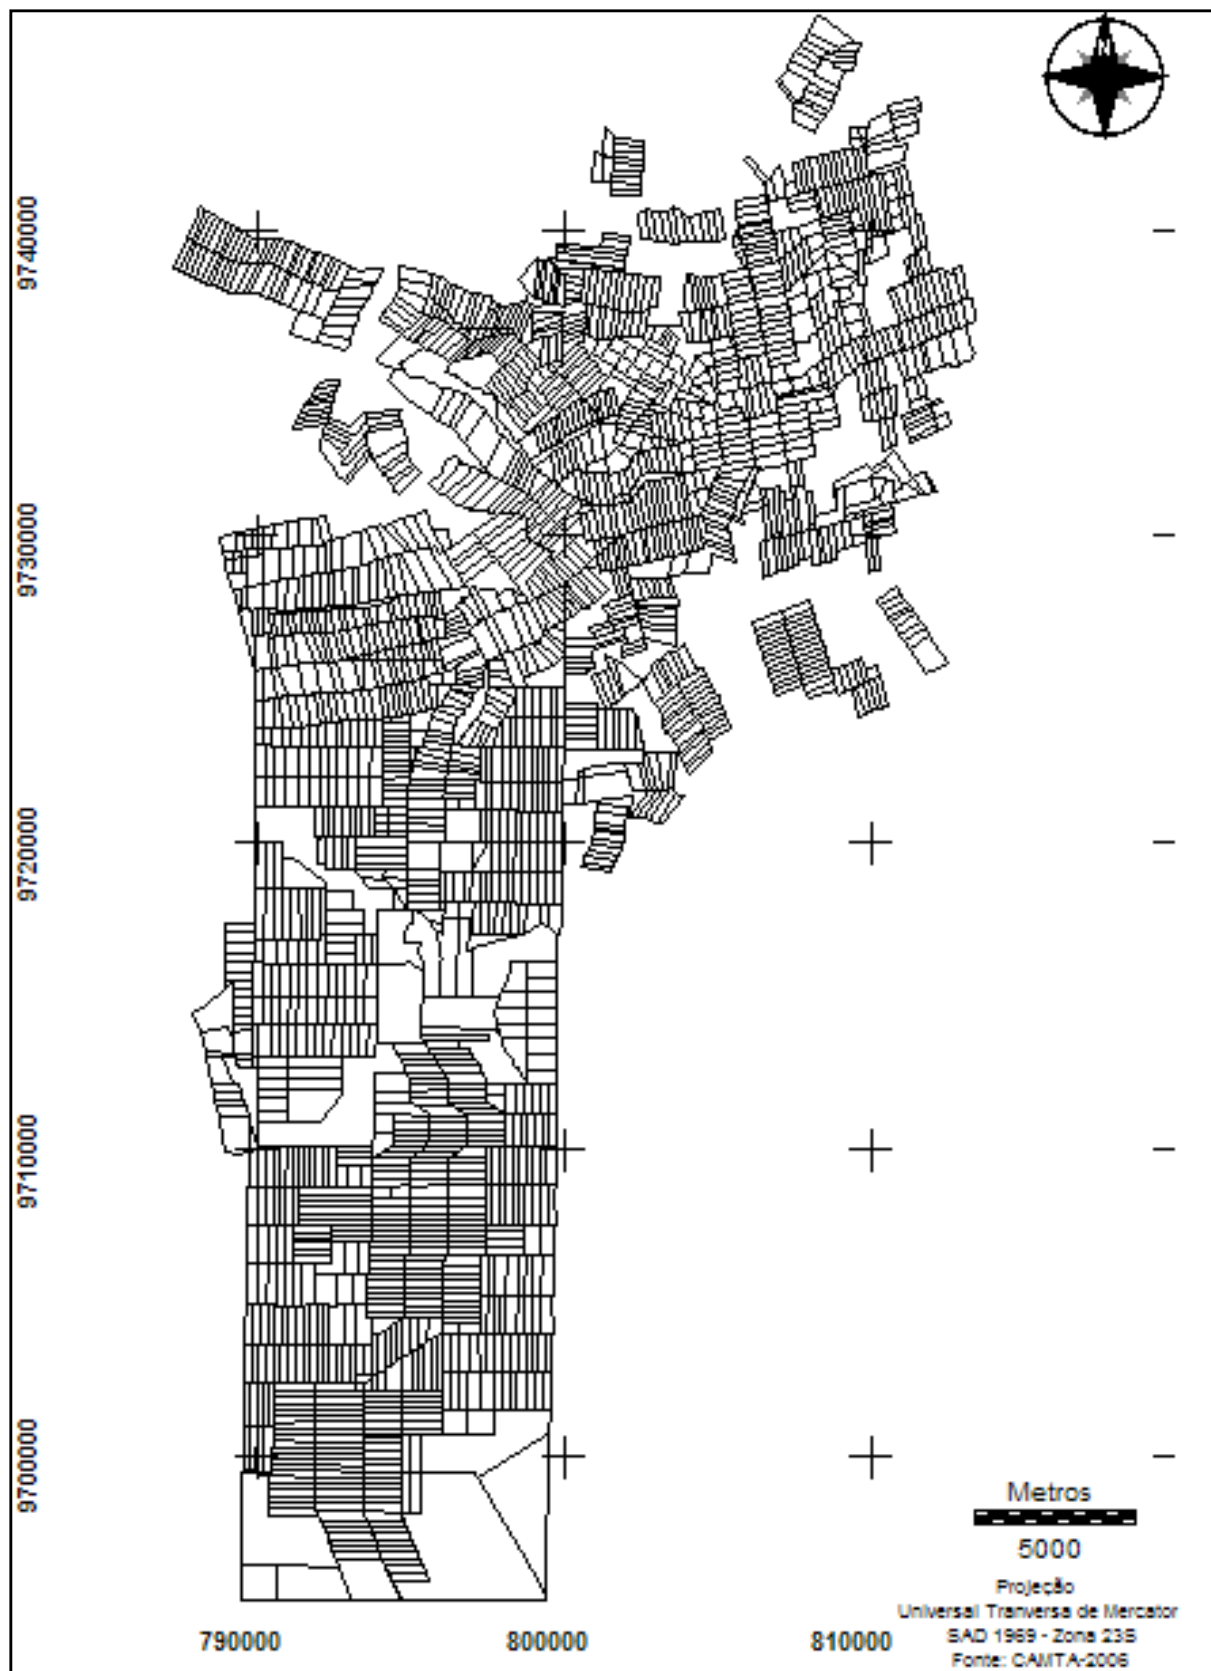 N
9740000
9730000
9720000
9710000
9700000
790000
800000
810000
Metros
5000
Projeção
Universal Tranversa de Mercator
SAD 1969 - Zona 23S
Fonte: CAMTA-2006